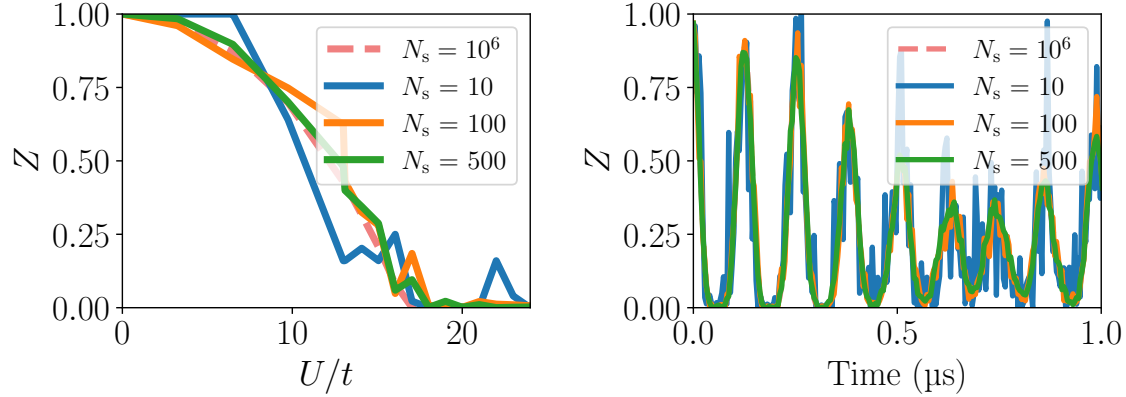 1.00
0.75
0.50
0.25
0.00
Z
0
10
20
U/t
N_s = 10^6
N_s = 10
N_s = 100
N_s = 500
1.00
0.75
0.50
0.25
0.00
Z
0.0
0.5
1.0
Time (µs)
N_s = 10^6
N_s = 10
N_s = 100
N_s = 500